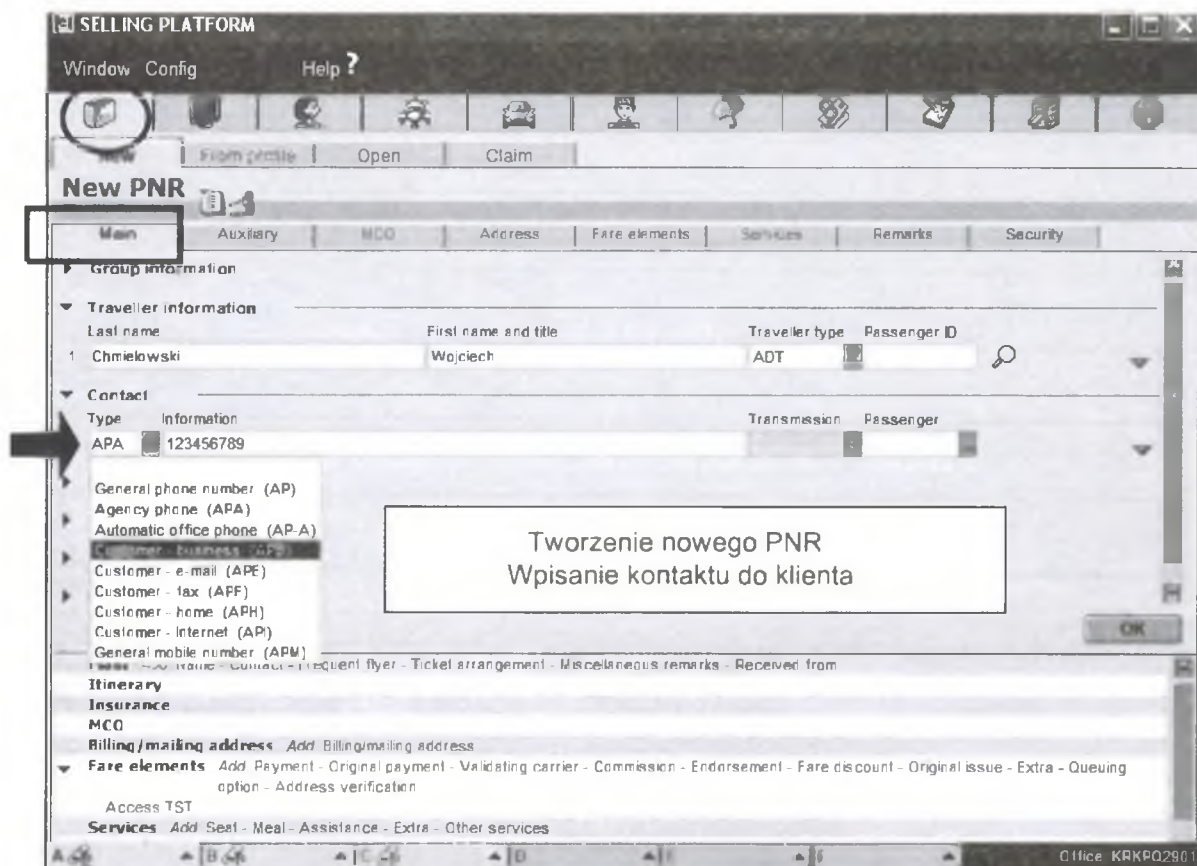 SELLING PLATFORM
Window Config Help ?
New From profile Open Claim
New PNR
Main Auxiliary MCO Address Fare elements Services Remarks Security
Group information
Traveller information
Last name First name and title Traveller type Passenger ID
1 Chmielowski Wojciech ADT
Contact
Type Information Transmission Passenger
APA 123456789
General phone number (AP)
Agency phone (APA)
Automatic office phone (AP-A)
Customer - business (APB)
Customer - e-mail (APE)
Customer - fax (APF)
Customer - home (APH)
Customer - Internet (API)
General mobile number (APM)
Tworzenie nowego PNR
Wpisanie kontaktu do klienta
OK
Name - Contact - Frequent flyer - Ticket arrangement - Miscellaneous remarks - Received from
Itinerary
Insurance
MCO
Billing/mailing address Add Billing/mailing address
Fare elements Add Payment - Original payment - Validating carrier - Commission - Endorsement - Fare discount - Original issue - Extra - Queuing
option - Address verification
Access TST
Services Add Seat - Meal - Assistance - Extra - Other services
A B C D E Office KRKPO2901